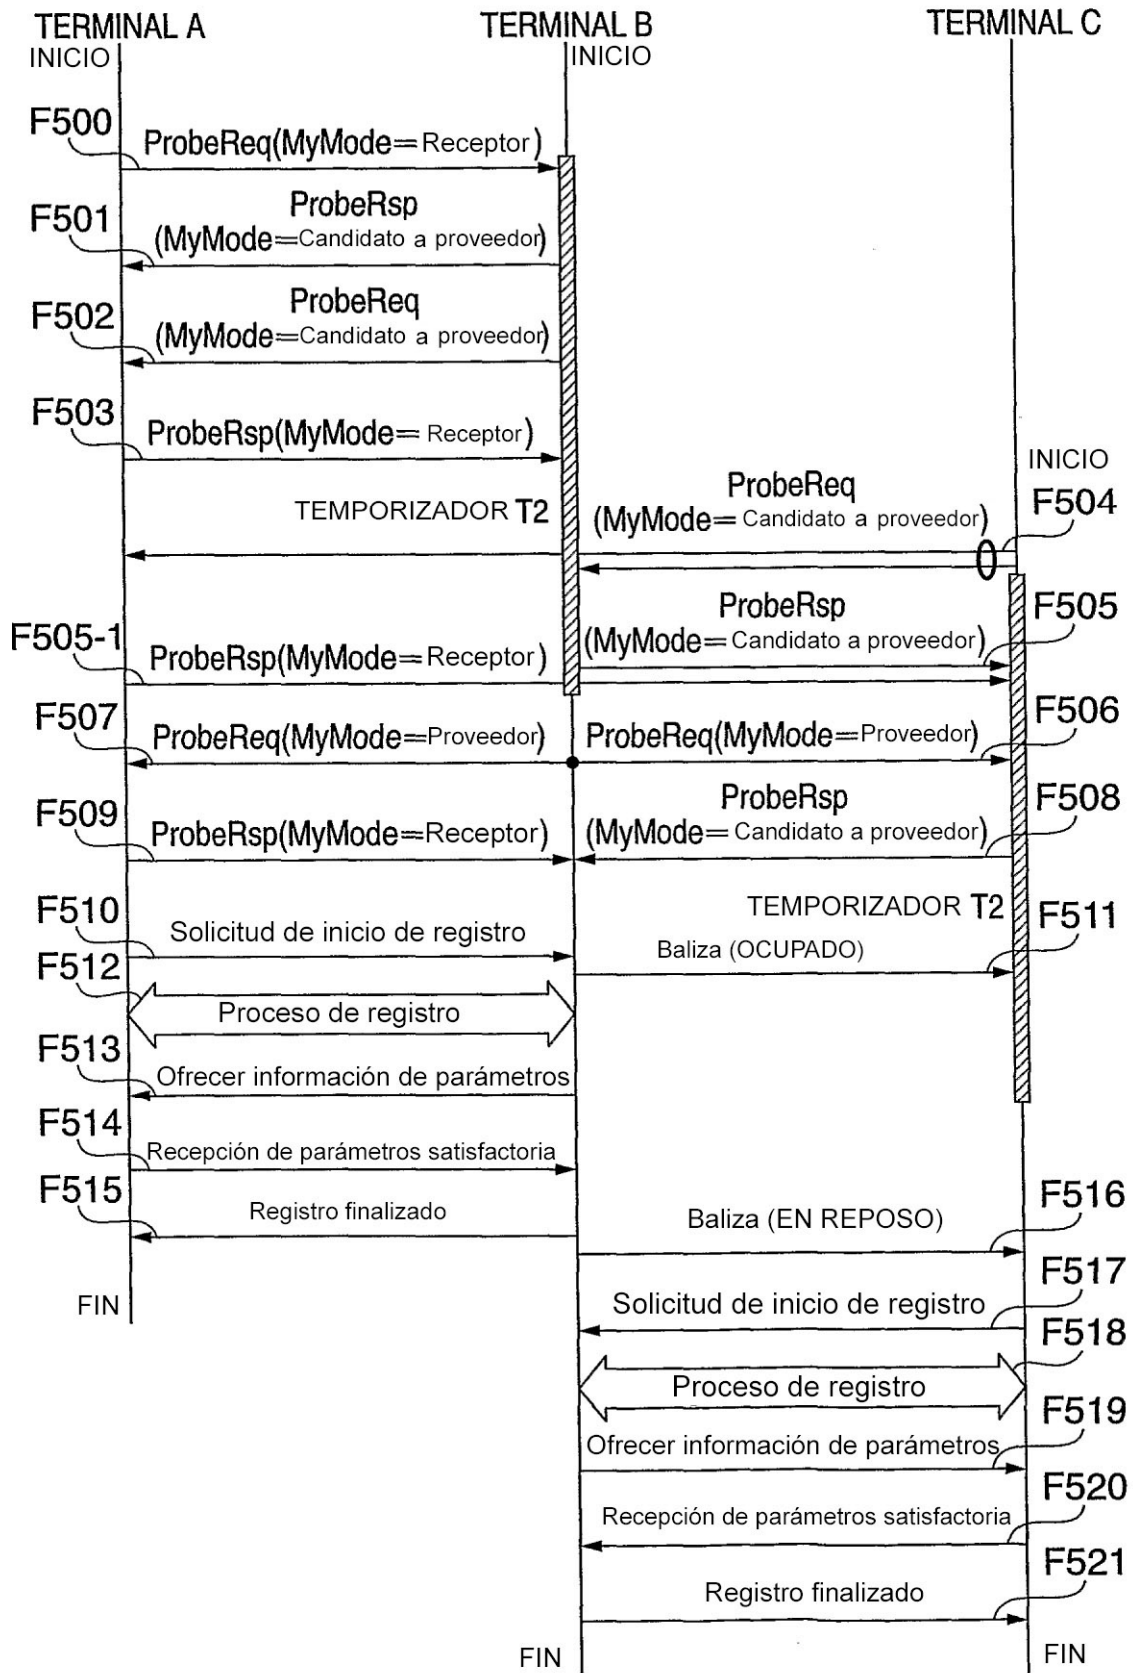 TERMINAL A
TERMINAL B
TERMINAL C
INICIO
INICIO
F500
ProbeReq(MyMode=Receptor)
F501
ProbeRsp
(MyMode=Candidato a proveedor)
F502
ProbeReq
(MyMode=Candidato a proveedor)
F503
ProbeRsp(MyMode= Receptor)
INICIO
TEMPORIZADOR T2
ProbeReq
(MyMode= Candidato a proveedor)
F504
ProbeRsp
(MyMode= Candidato a proveedor)
F505
F505-1
ProbeRsp(MyMode=Receptor)
F507
ProbeReq(MyMode=Proveedor)
ProbeReq(MyMode=Proveedor)
F506
F509
ProbeRsp(MyMode=Receptor)
ProbeRsp
(MyMode= Candidato a proveedor)
F508
F510
Solicitud de inicio de registro
TEMPORIZADOR T2
Baliza (OCUPADO)
F511
F512
Proceso de registro
F513
Ofrecer información de parámetros
F514
Recepción de parámetros satisfactoria
F515
Registro finalizado
Baliza (EN REPOSO)
F516
FIN
Solicitud de inicio de registro
F517
Proceso de registro
F518
Ofrecer información de parámetros
F519
Recepción de parámetros satisfactoria
F520
Registro finalizado
F521
FIN
FIN